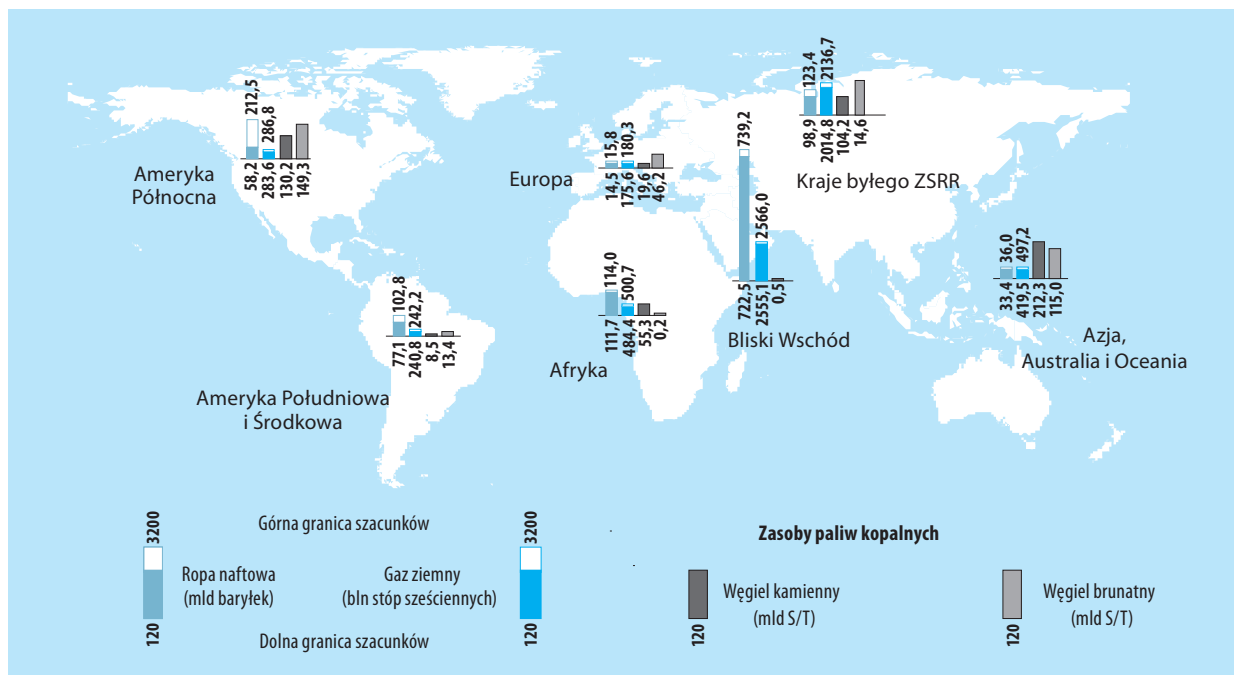 212,5
286,8
58,2
283,6
130,2
149,3
Ameryka
Północna
15,8
180,3
14,5
175,6
19,6
46,2
Europa
123,4
2136,7
98,9
2014,8
104,2
14,6
Kraje byłego ZSRR
739,2
2566,0
722,5
2555,1
0,5
Bliski Wschód
36,0
497,2
33,4
419,5
212,3
115,0
Azja,
Australia i Oceania
102,8
242,2
77,1
240,8
8,5
13,4
Ameryka Południowa
i Środkowa
114,0
500,7
111,7
484,4
55,3
0,2
Afryka
3200
Górna granica szacunków
3200
Zasoby paliw kopalnych
Ropa naftowa
(mld baryłek)
Gaz ziemny
(bln stóp sześciennych)
Węgiel kamienny
(mld S/T)
Węgiel brunatny
(mld S/T)
120
Dolna granica szacunków
120
120
120